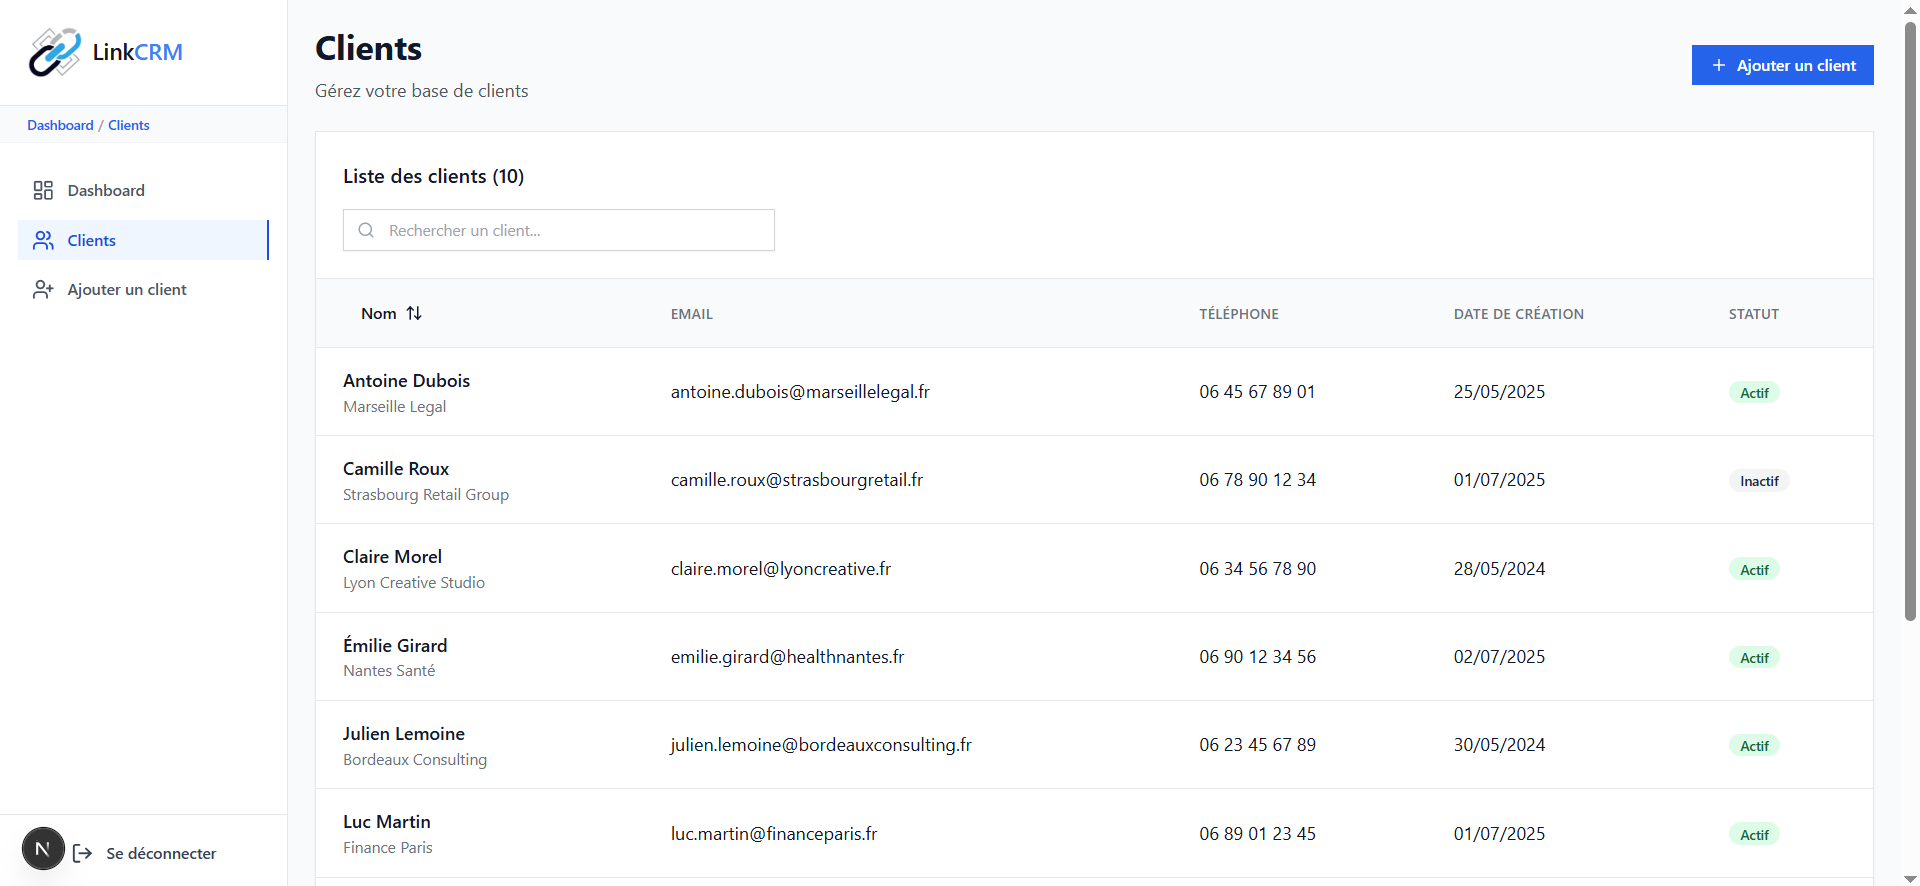 LinkCRM
Dashboard / Clients
Dashboard
Clients
Ajouter un client
N
Se déconnecter
Clients
Gérez votre base de clients
+ Ajouter un client
Liste des clients (10)
Rechercher un client...
Nom EMAIL TÉLÉPHONE DATE DE CRÉATION STATUT
Antoine Dubois
Marseille Legal
antoine.dubois@marseillelegal.fr 06 45 67 89 01 25/05/2025 Actif
Camille Roux
Strasbourg Retail Group
camille.roux@strasbourgretail.fr 06 78 90 12 34 01/07/2025 Inactif
Claire Morel
Lyon Creative Studio
claire.morel@lyoncreative.fr 06 34 56 78 90 28/05/2024 Actif
Émilie Girard
Nantes Santé
emilie.girard@healthnantes.fr 06 90 12 34 56 02/07/2025 Actif
Julien Lemoine
Bordeaux Consulting
julien.lemoine@bordeauxconsulting.fr 06 23 45 67 89 30/05/2024 Actif
Luc Martin
Finance Paris
luc.martin@financeparis.fr 06 89 01 23 45 01/07/2025 Actif